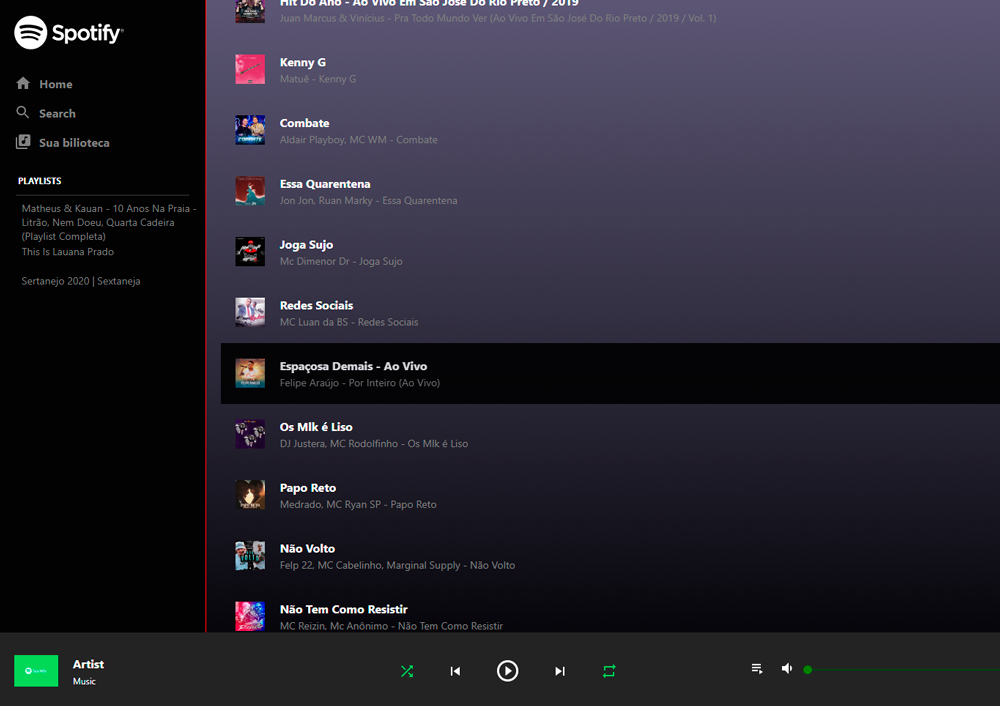 Spotify
Home
Search
Sua bilioteca
PLAYLISTS
Matheus & Kauan - 10 Anos Na Praia -
Litrão, Nem Doeu, Quarta Cadeira
(Playlist Completa)
This Is Lauana Prado
Sertanejo 2020 | Sextaneja
Hit Do Ano - Ao Vivo Em São José Do Rio Preto / 2019
Juan Marcus & Vinícius - Pra Todo Mundo Ver (Ao Vivo Em São José Do Rio Preto / 2019 / Vol. 1)
Kenny G
Matuê - Kenny G
Combate
Aldair Playboy, MC WM - Combate
Essa Quarentena
Jon Jon, Ruan Marky - Essa Quarentena
Joga Sujo
Mc Dimenor Dr - Joga Sujo
Redes Sociais
MC Luan da BS - Redes Sociais
Espaçosa Demais - Ao Vivo
Felipe Araújo - Por Inteiro (Ao Vivo)
Os Mlk é Liso
DJ Justera, MC Rodolfinho - Os Mlk é Liso
Papo Reto
Medrado, MC Ryan SP - Papo Reto
Não Volto
Felp 22, MC Cabelinho, Marginal Supply - Não Volto
Não Tem Como Resistir
MC Reizin, Mc Anônimo - Não Tem Como Resistir
Artist
Music